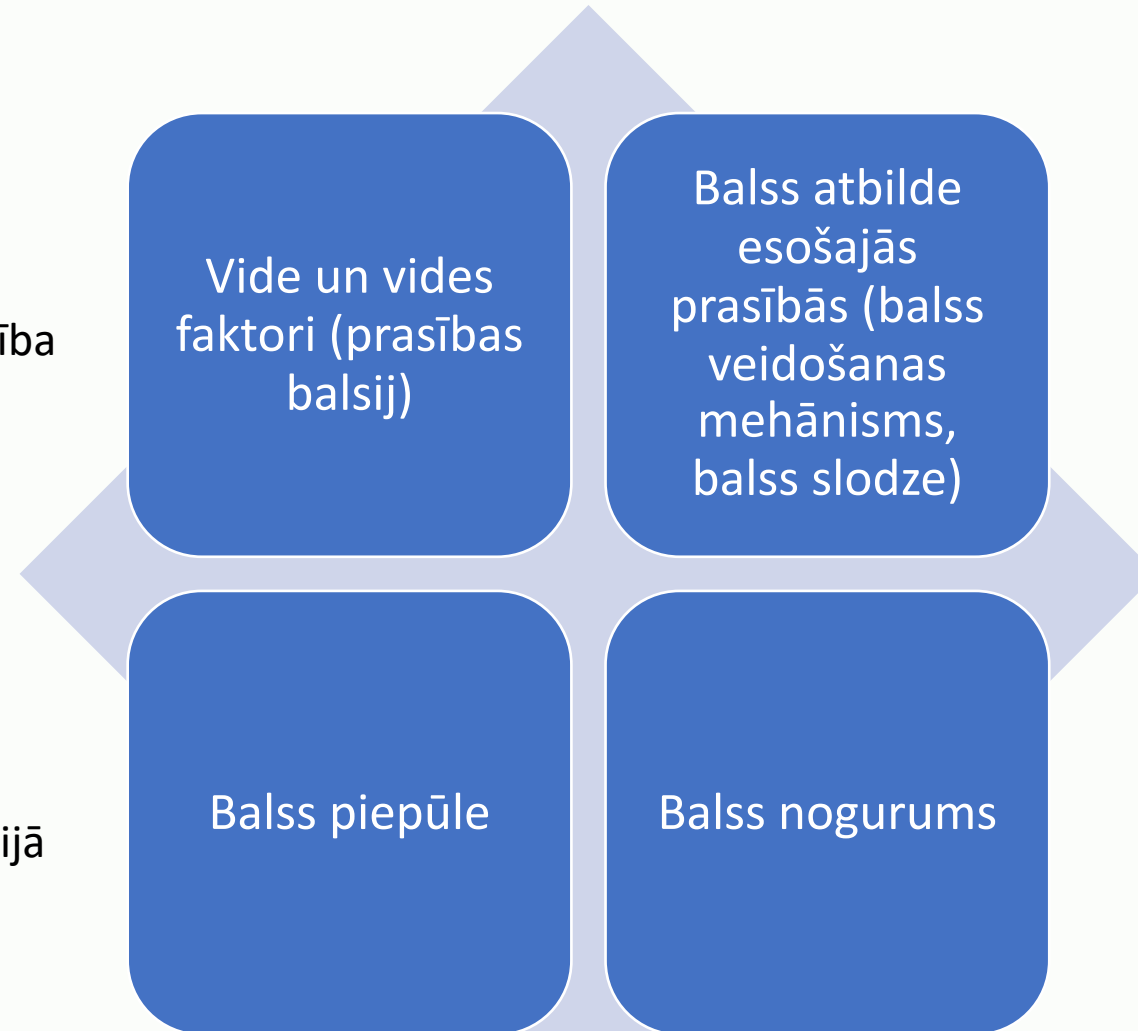 Vide un vides
faktori (prasības
balsij)
Balss atbilde
esošajās
prasībās (balss
veidošanas
mehānisms,
balss slodze)
ība
Balss piepūle
Balss nogurums
ijā